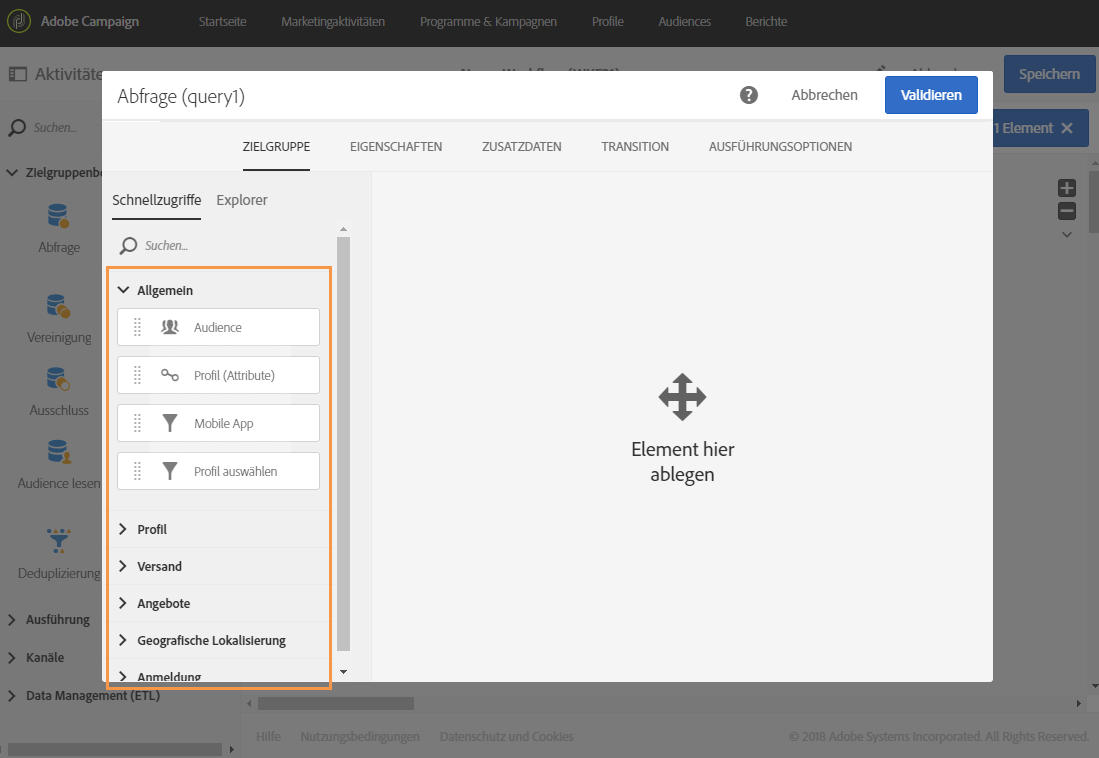 Adobe Campaign
Startseite
Marketingaktivitäten
Programme & Kampagnen
Profile
Audiences
Berichte
Aktivitäte
Speichern
Suchen...
1 Element
Zielgruppenbe
Abfrage
Vereinigung
Ausschluss
Audience lesen
Deduplizierung
Ausführung
Kanäle
Data Management (ETL)
Abfrage (query1)
Abbrechen
Validieren
ZIELGRUPPE
EIGENSCHAFTEN
ZUSATZDATEN
TRANSITION
AUSFÜHRUNGSOPTIONEN
Schnellzugriffe
Explorer
Suchen...
Allgemein
Audience
Profil (Attribute)
Mobile App
Profil auswählen
Profil
Versand
Angebote
Geografische Lokalisierung
Anmeldung
Element hier
ablegen
Hilfe
Nutzungsbedingungen
Datenschutz und Cookies
© 2018 Adobe Systems Incorporated. All Rights Reserved.